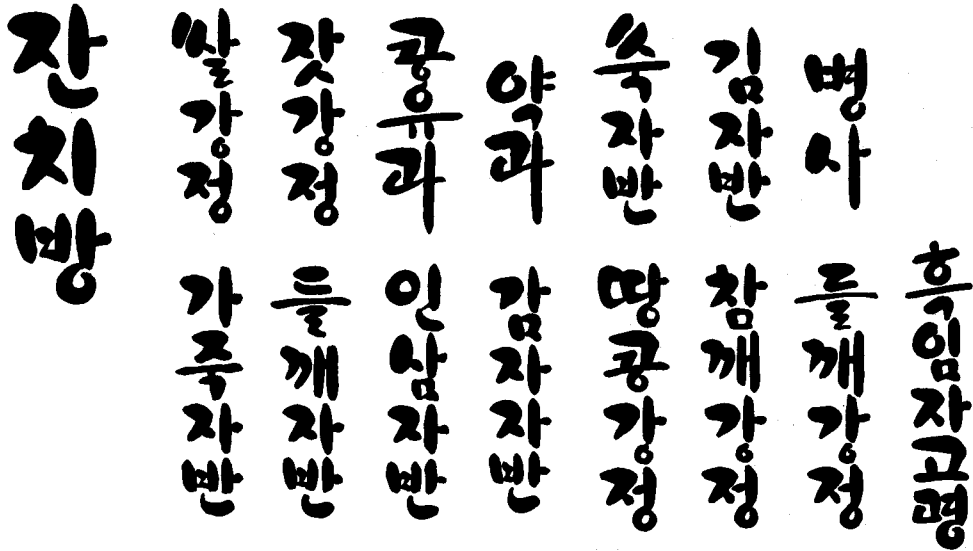 잔치방
쌀강정
잣강정
콩유과
약과
쑥자반
김자반
병사
가죽자반
들깨자반
인삼자반
감자자반
땅콩강정
참깨강정
들깨강정
흑임자고병